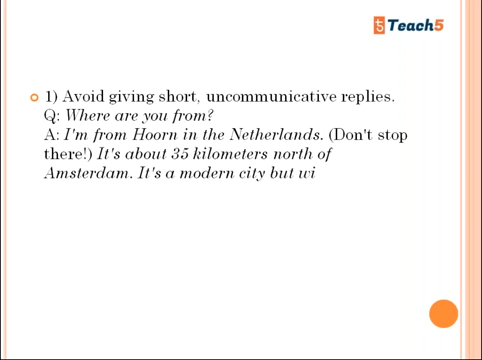 Teach5
1) Avoid giving short, uncommunicative replies.
Q: Where are you from?
A: I'm from Hoorn in the Netherlands. (Don't stop
there!) It's about 35 kilometers north of
Amsterdam. It's a modern city but wi